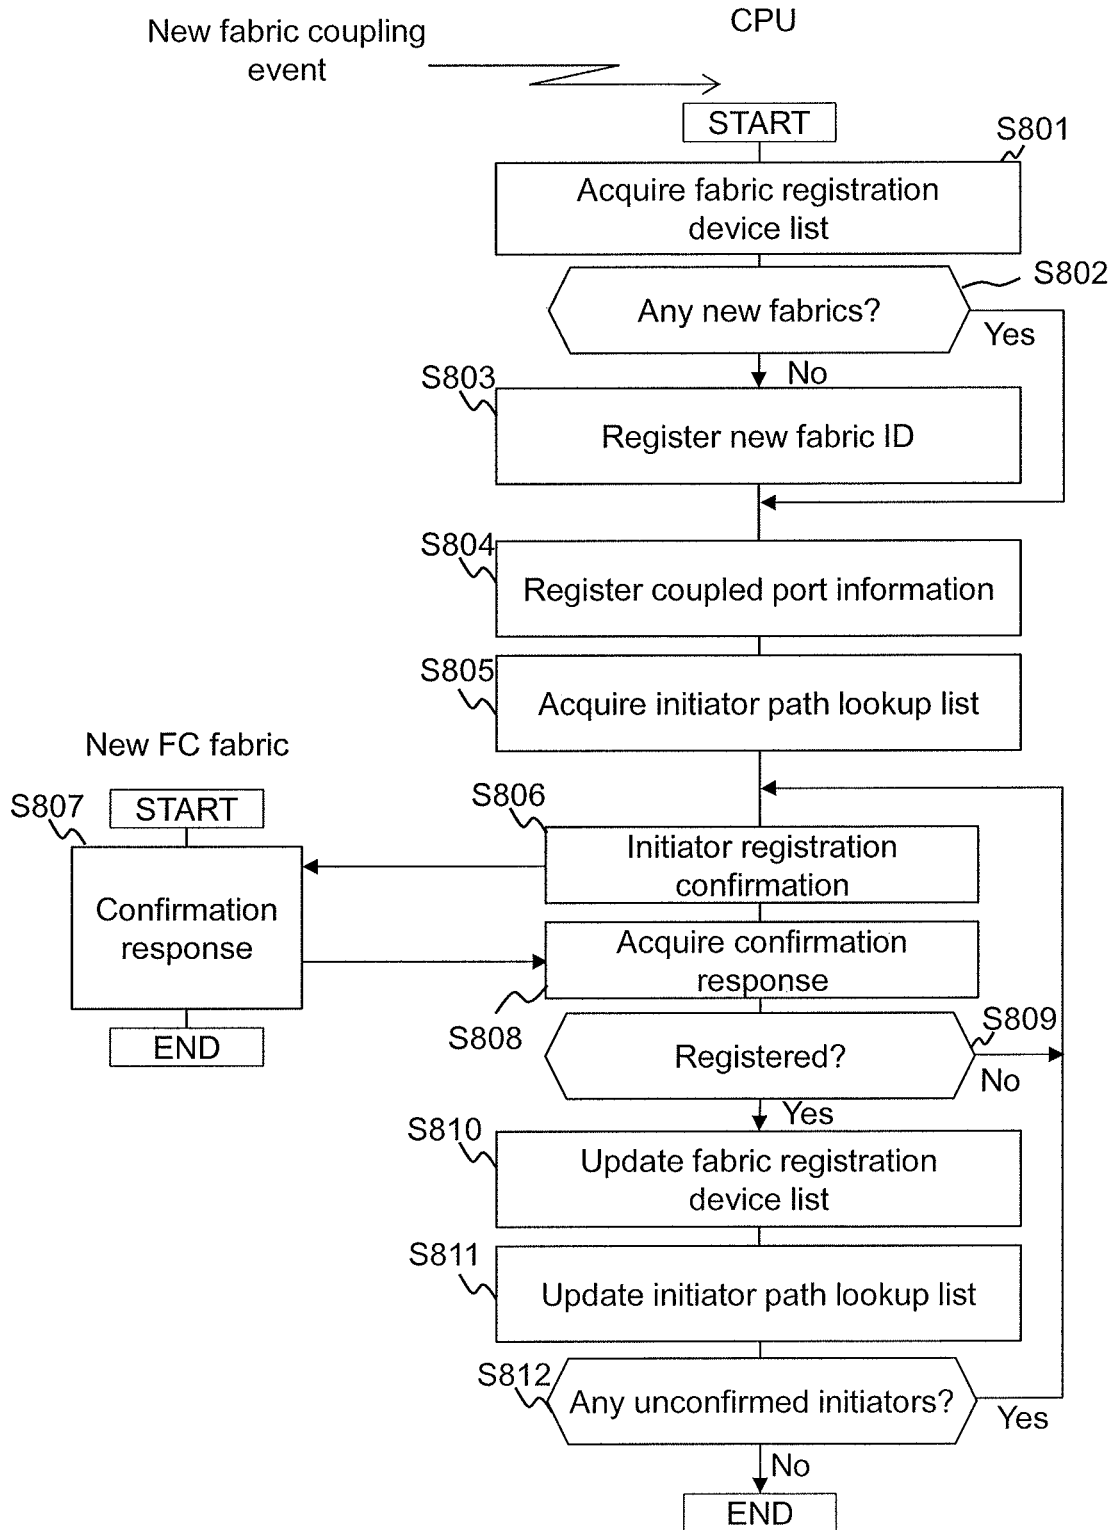 CPU
New fabric coupling
event
START
S801
Acquire fabric registration
device list
S802
Any new fabrics?
Yes
No
S803
Register new fabric ID
S804
Register coupled port information
S805
Acquire initiator path lookup list
New FC fabric
START
S807
Confirmation
response
END
S806
Initiator registration
confirmation
Acquire confirmation
response
S808
S809
Registered?
No
Yes
S810
Update fabric registration
device list
S811
Update initiator path lookup list
S812
Any unconfirmed initiators?
Yes
No
END